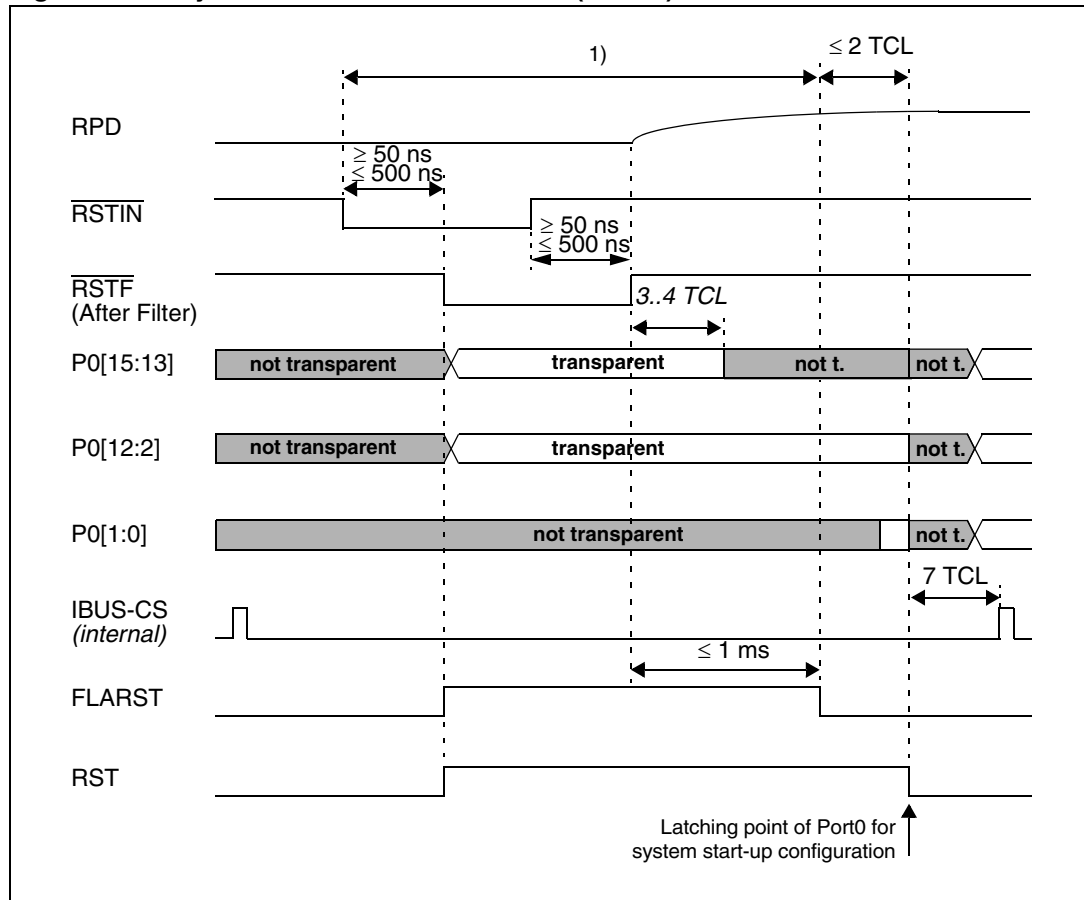 1)
≤ 2 TCL
RPD
≥ 50 ns
≤ 500 ns
RSTIN
≥ 50 ns
≤ 500 ns
RSTF
(After Filter)
3..4 TCL
P0[15:13]
not transparent
transparent
not t.
not t.
P0[12:2]
not transparent
transparent
not t.
P0[1:0]
not transparent
not t.
7 TCL
IBUS-CS
(internal)
≤ 1 ms
FLARST
RST
Latching point of Port0 for
system start-up configuration